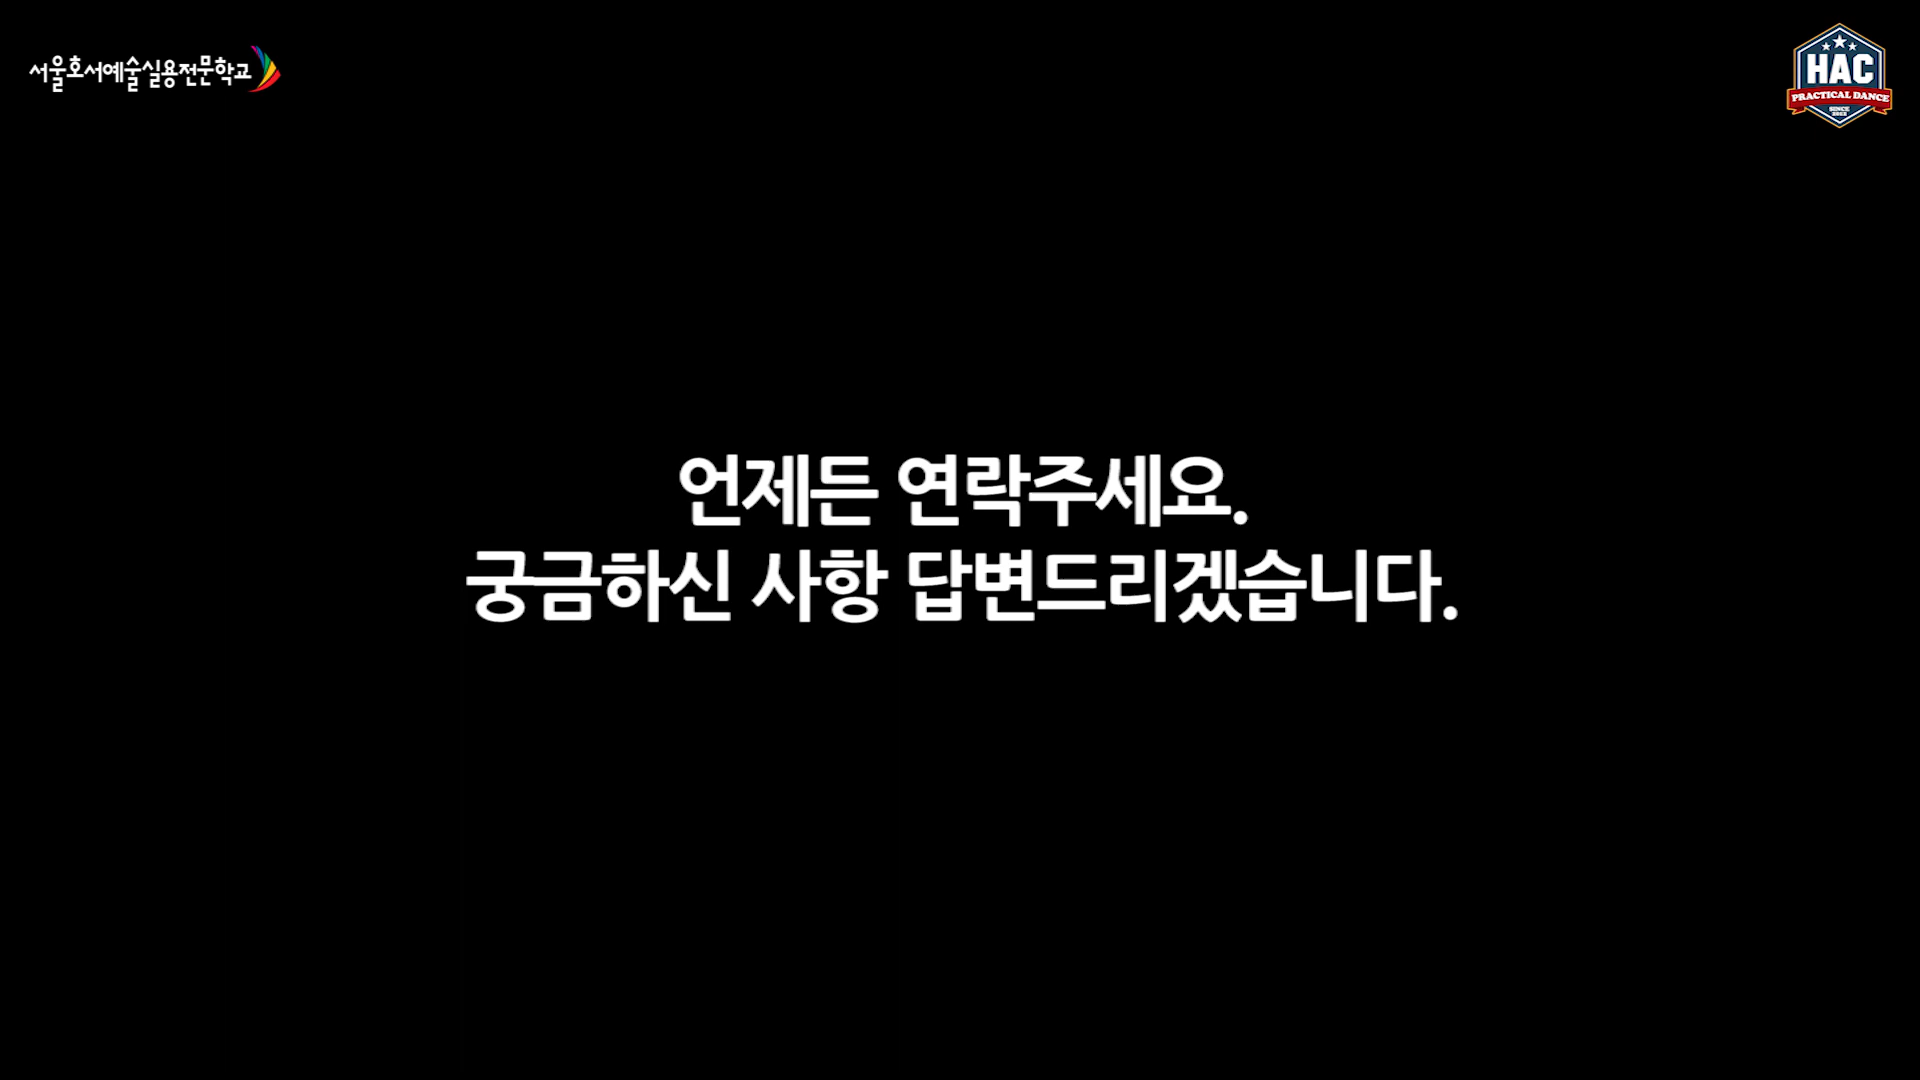 서울호서예술실용전문학교
HAC
PRACTICAL DANCE
SINCE
언제든 연락주세요.
궁금하신 사항 답변드리겠습니다.